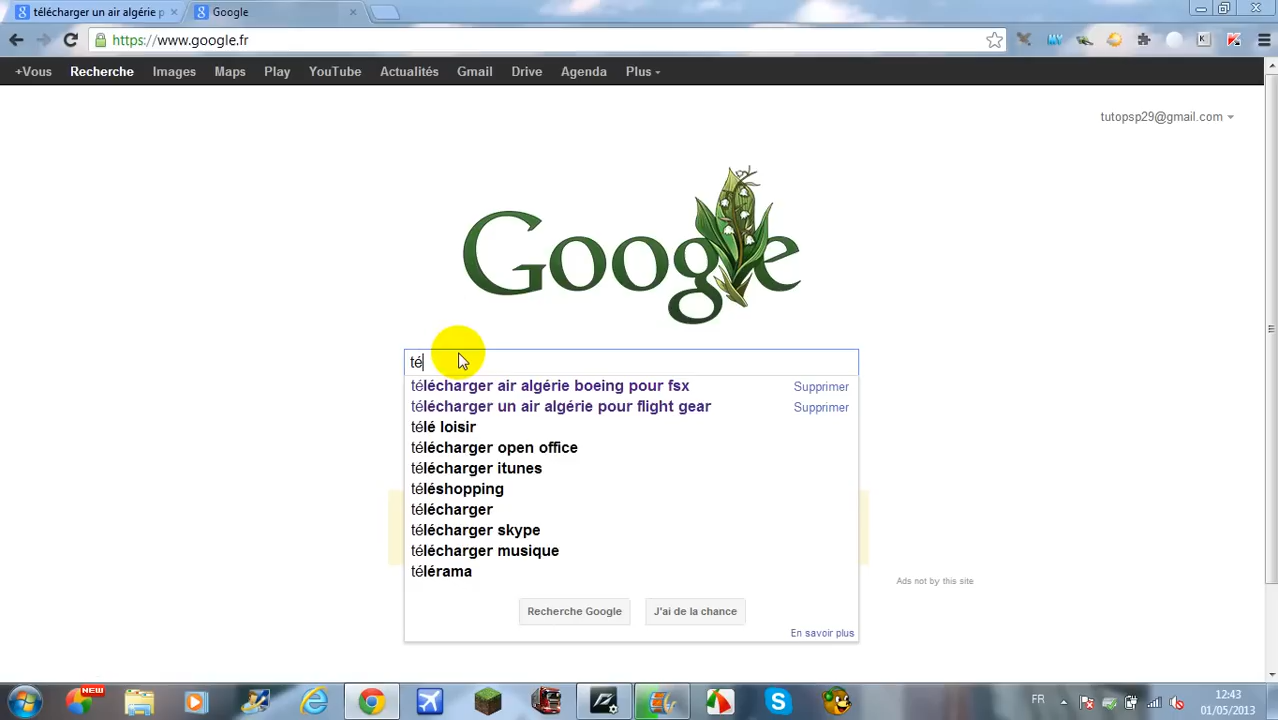 télécharger un air algérie p
Google
https://www.google.fr
+Vous Recherche Images Maps Play YouTube Actualités Gmail Drive Agenda Plus
tutopsp29@gmail.com
Google
té
télécharger air algérie boeing pour fsx Supprimer
télécharger un air algérie pour flight gear Supprimer
télé loisir
télécharger open office
télécharger itunes
téléshopping
télécharger
télécharger skype
télécharger musique
télérama
Ads not by this site
Recherche Google J'ai de la chance
En savoir plus
NEW
FR
12:43
01/05/2013